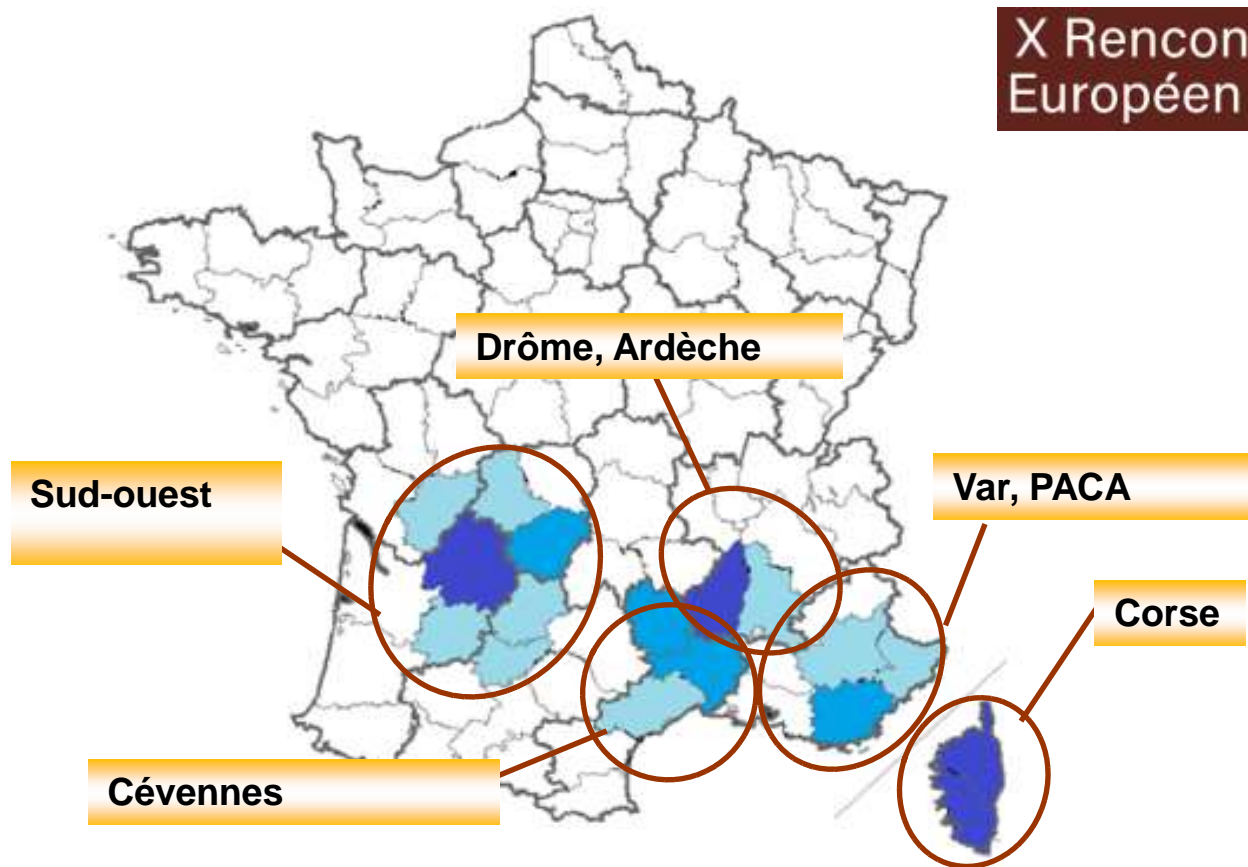 X Rencon
Européen
Drôme, Ardèche
Sud-ouest
Var, PACA
Corse
Cévennes